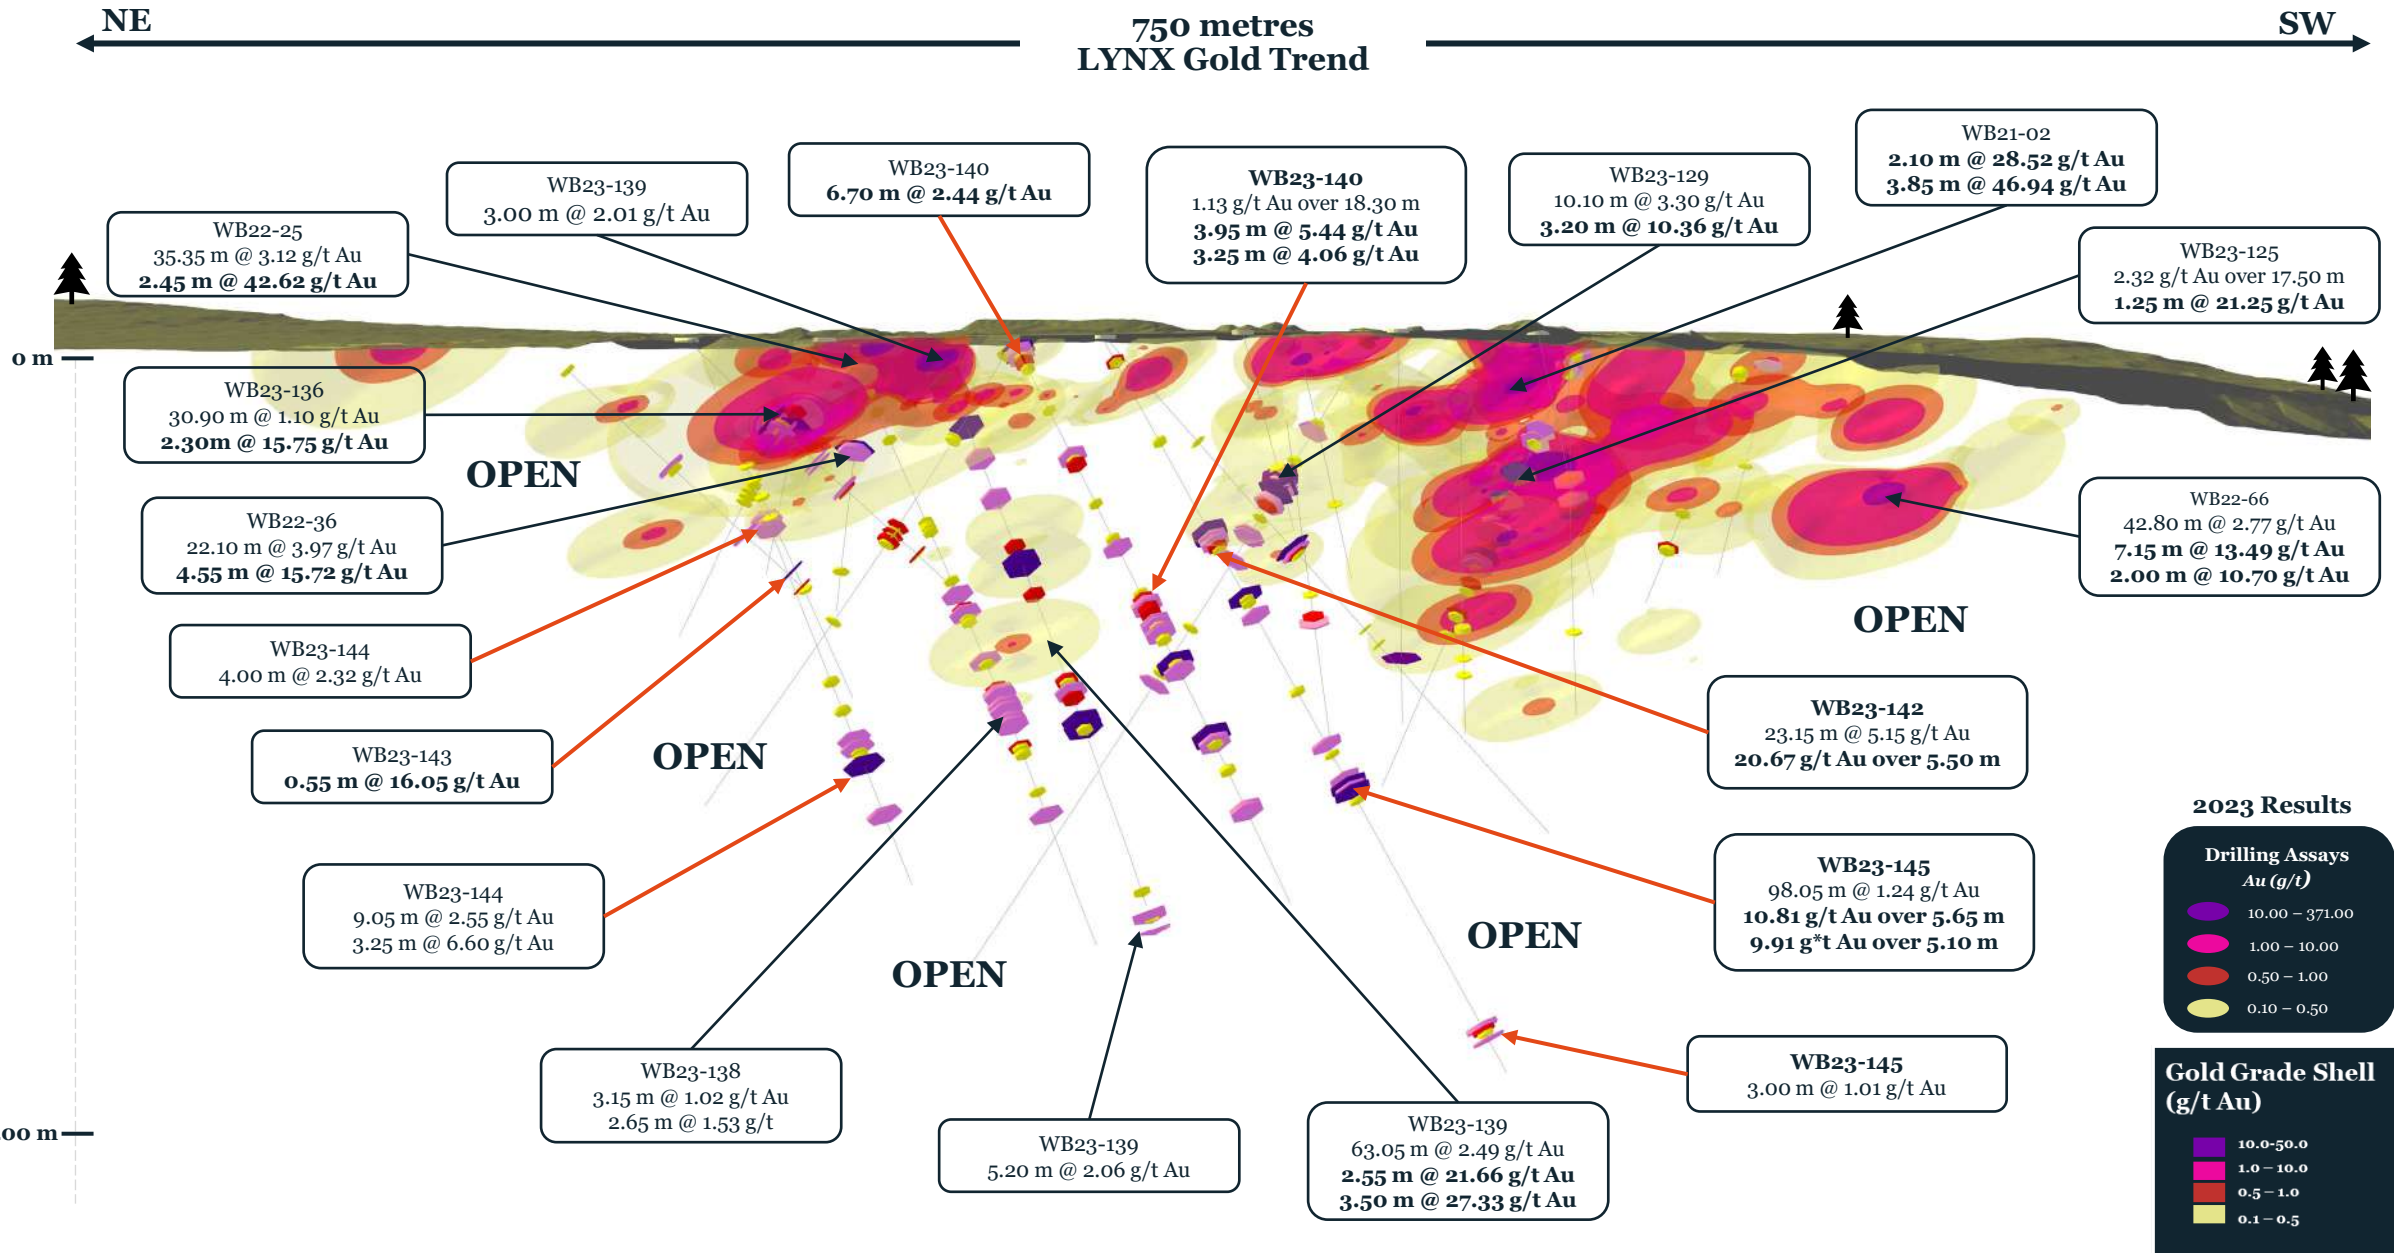 NE
750 metres
LYNX Gold Trend
SW
WB21-02
2.10 m @ 28.52 g/t Au
3.85 m @ 46.94 g/t Au
WB23-140
6.70 m @ 2.44 g/t Au
WB23-140
1.13 g/t Au over 18.30 m
3.95 m @ 5.44 g/t Au
3.25 m @ 4.06 g/t Au
WB23-129
10.10 m @ 3.30 g/t Au
3.20 m @ 10.36 g/t Au
WB23-139
3.00 m @ 2.01 g/t Au
WB22-25
35.35 m @ 3.12 g/t Au
2.45 m @ 42.62 g/t Au
WB23-125
2.32 g/t Au over 17.50 m
1.25 m @ 21.25 g/t Au
0 m
WB23-136
30.90 m @ 1.10 g/t Au
2.30m @ 15.75 g/t Au
OPEN
WB22-36
22.10 m @ 3.97 g/t Au
4.55 m @ 15.72 g/t Au
WB22-66
42.80 m @ 2.77 g/t Au
7.15 m @ 13.49 g/t Au
2.00 m @ 10.70 g/t Au
OPEN
WB23-144
4.00 m @ 2.32 g/t Au
WB23-142
23.15 m @ 5.15 g/t Au
20.67 g/t Au over 5.50 m
WB23-143
0.55 m @ 16.05 g/t Au
OPEN
2023 Results
Drilling Assays
Au (g/t)
10.00 – 371.00
1.00 – 10.00
0.50 – 1.00
0.10 – 0.50
WB23-145
98.05 m @ 1.24 g/t Au
10.81 g/t Au over 5.65 m
9.91 g*t Au over 5.10 m
WB23-144
9.05 m @ 2.55 g/t Au
3.25 m @ 6.60 g/t Au
OPEN
OPEN
WB23-138
3.15 m @ 1.02 g/t Au
2.65 m @ 1.53 g/t
WB23-145
3.00 m @ 1.01 g/t Au
Gold Grade Shell
(g/t Au)
10.0-50.0
1.0 – 10.0
0.5 – 1.0
0.1 – 0.5
00 m
WB23-139
5.20 m @ 2.06 g/t Au
WB23-139
63.05 m @ 2.49 g/t Au
2.55 m @ 21.66 g/t Au
3.50 m @ 27.33 g/t Au